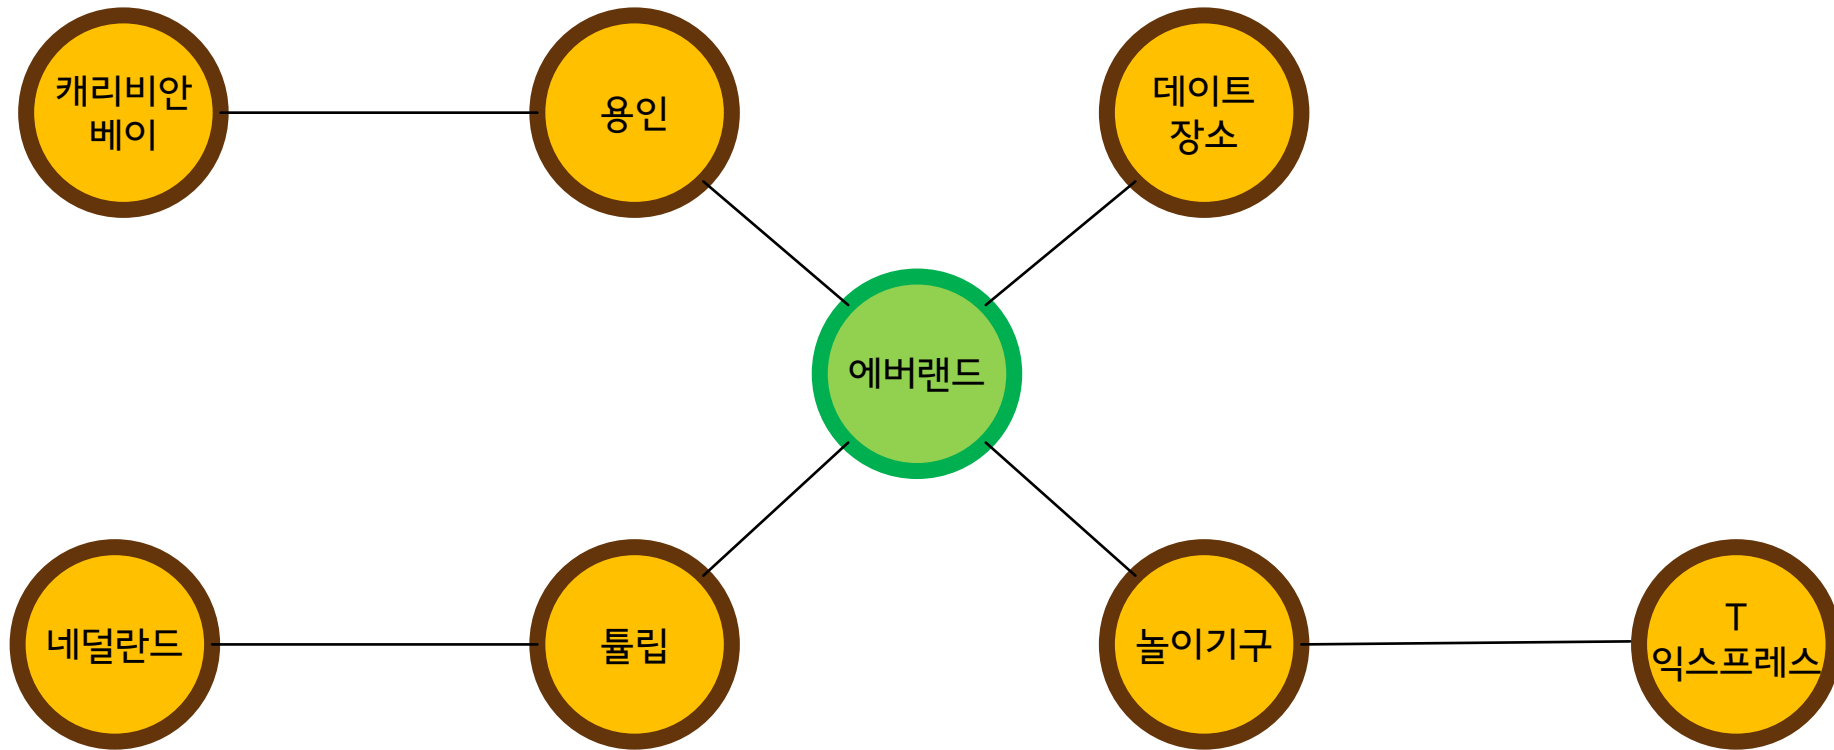 캐리비안
베이
용인
데이트
장소
에버랜드
네덜란드
튤립
놀이기구
T
익스프레스